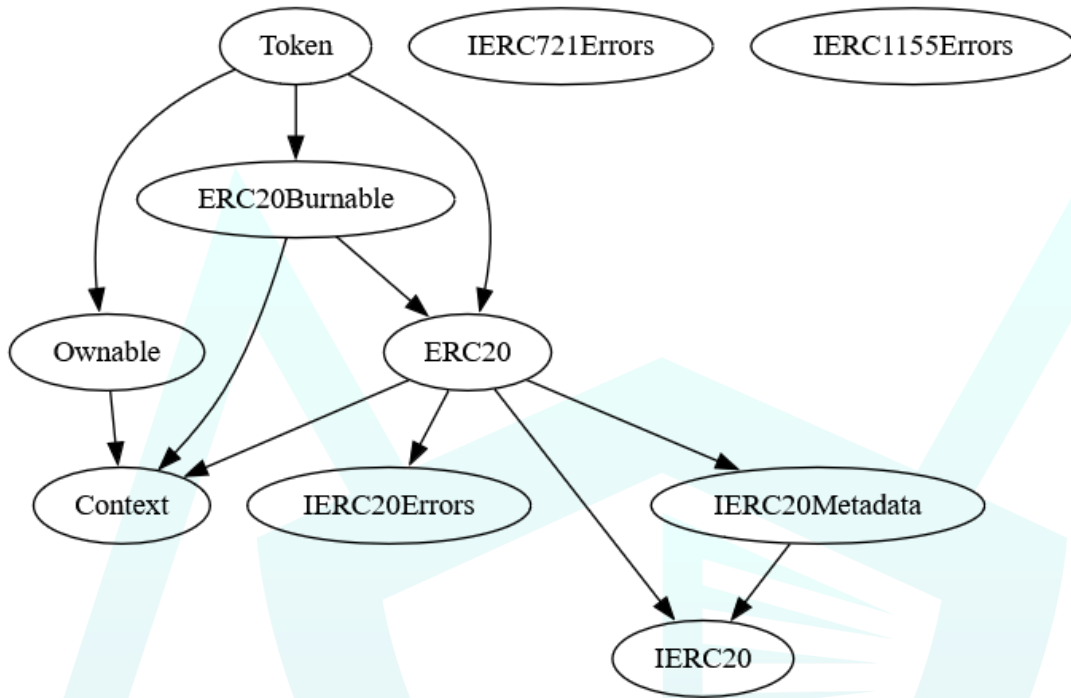 Token
IERC721Errors
IERC1155Errors
ERC20Burnable
Ownable
ERC20
Context
IERC20Errors
IERC20Metadata
IERC20